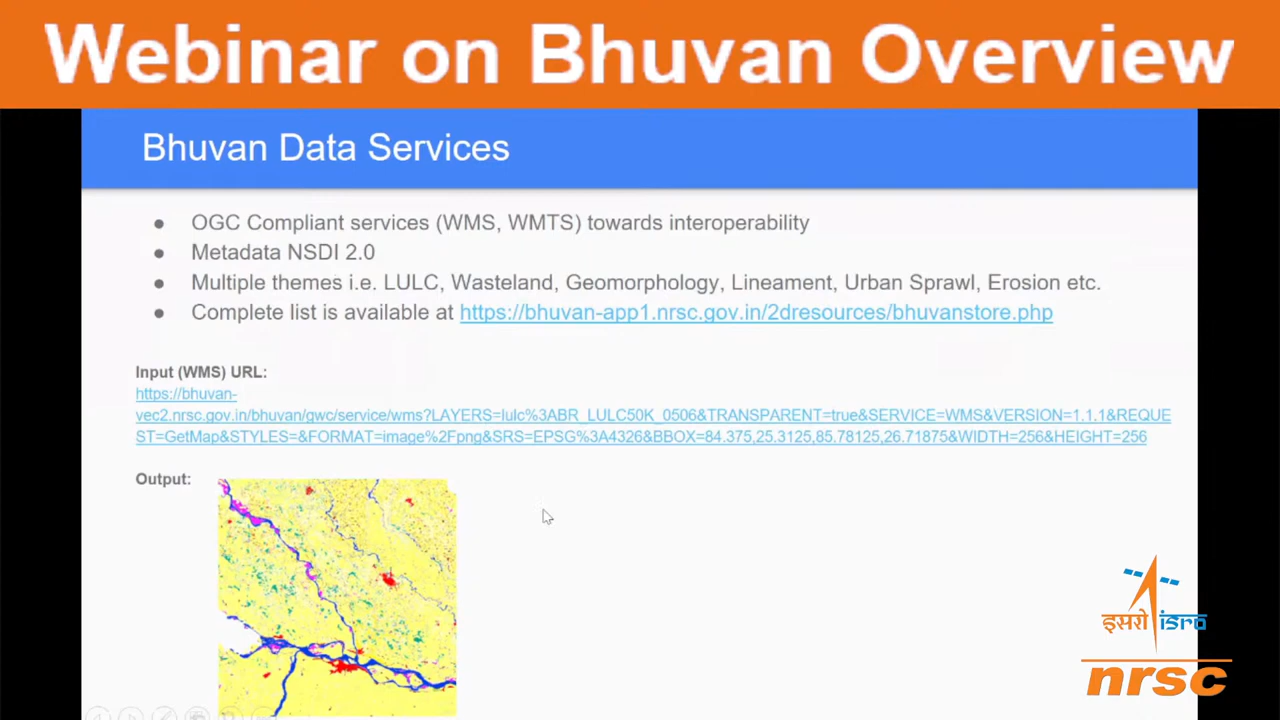 Webinar on Bhuvan Overview
Bhuvan Data Services
● OGC Compliant services (WMS, WMTS) towards interoperability
● Metadata NSDI 2.0
● Multiple themes i.e. LULC, Wasteland, Geomorphology, Lineament, Urban Sprawl, Erosion etc.
● Complete list is available at https://bhuvan-app1.nrsc.gov.in/2dresources/bhuvanstore.php
Input (WMS) URL:
https://bhuvan-
vec2.nrsc.gov.in/bhuvan/gwc/service/wms?LAYERS=lulc%3ABR_LULC50K_0506&TRANSPARENT=true&SERVICE=WMS&VERSION=1.1.1&REQUE
ST=GetMap&STYLES=&FORMAT=image%2Fpng&SRS=EPSG%3A4326&BBOX=84.375,25.3125,85.78125,26.71875&WIDTH=256&HEIGHT=256
Output:
इसरो isro
nrsc